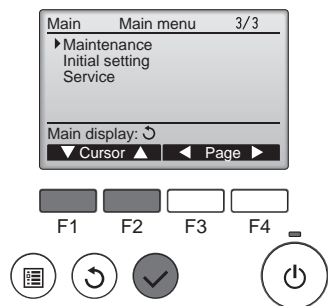 Main Main menu 3/3
Maintenance
Initial setting
Service
Main display:
Cursor Page
F1 F2 F3 F4